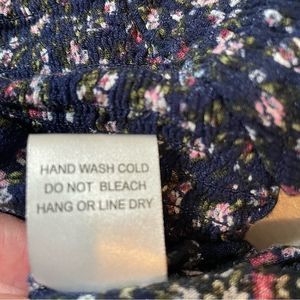 HAND WASH COLD
DO NOT BLEACH
HANG OR LINE DRY